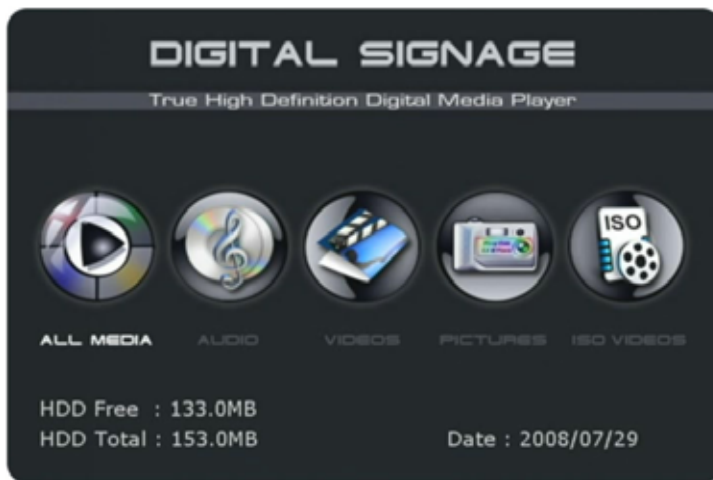 DIGITAL SIGNAGE
True High Definition Digital Media Player
ISO
ALL MEDIA AUDIO VIDEOS PICTURES ISO VIDEOS
HDD Free : 133.0MB
HDD Total : 153.0MB Date : 2008/07/29